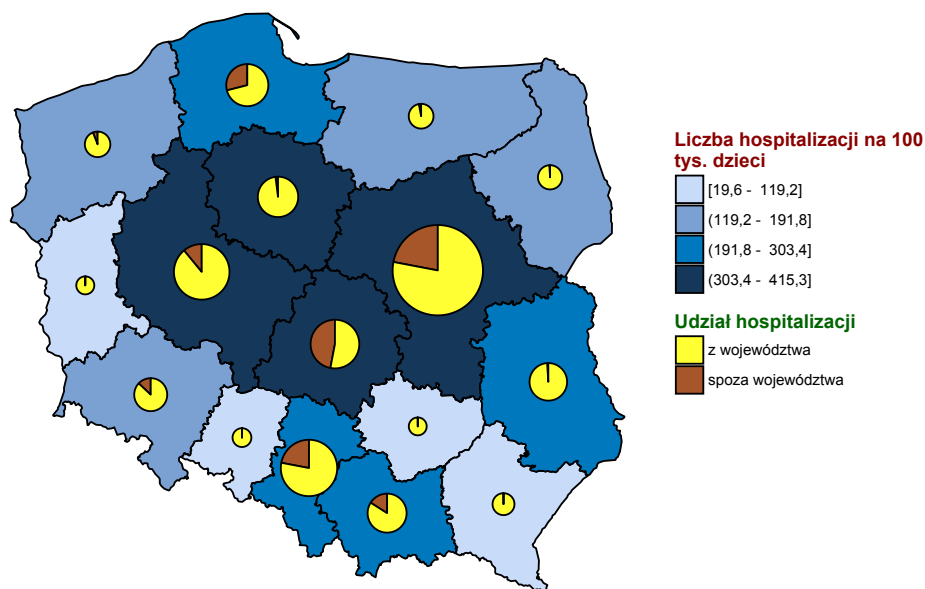 Liczba hospitalizacji na 100
tys. dzieci
[19,6 - 119,2]
(119,2 - 191,8]
(191,8 - 303,4]
(303,4 - 415,3]
Udział hospitalizacji
z województwa
spoza województwa